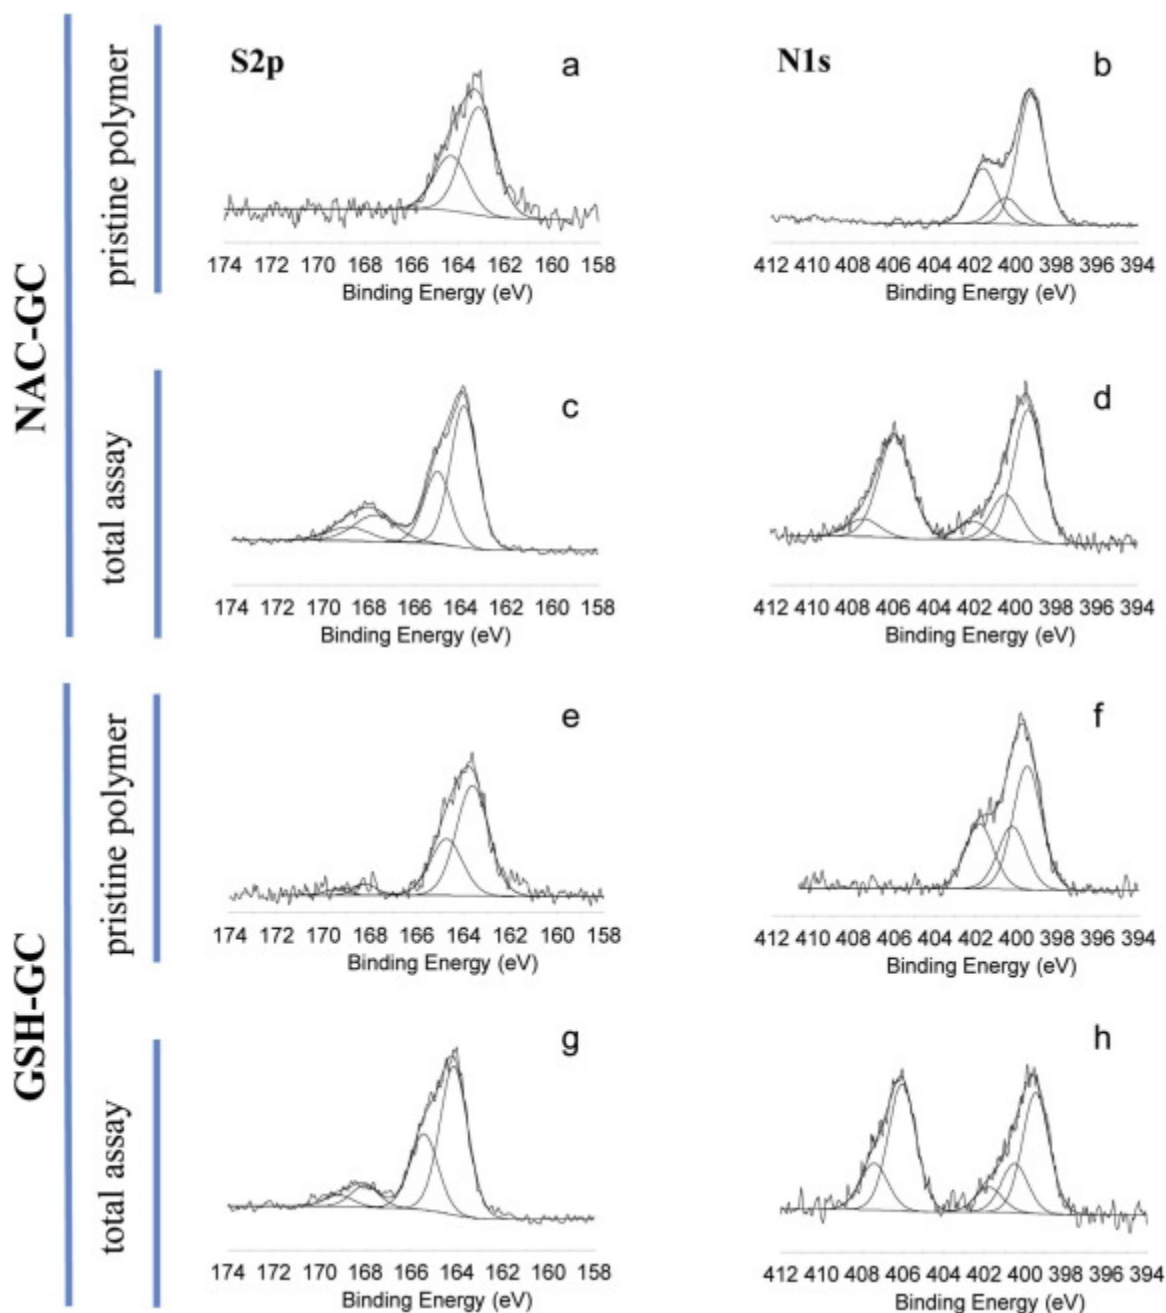 NAC-GC
pristine polymer
S2p
a
174 172 170 168 166 164 162 160 158
Binding Energy (eV)
N1s
b
412 410 408 406 404 402 400 398 396 394
Binding Energy (eV)
total assay
c
174 172 170 168 166 164 162 160 158
Binding Energy (eV)
d
412 410 408 406 404 402 400 398 396 394
Binding Energy (eV)
GSH-GC
pristine polymer
e
174 172 170 168 166 164 162 160 158
Binding Energy (eV)
f
412 410 408 406 404 402 400 398 396 394
Binding Energy (eV)
total assay
g
174 172 170 168 166 164 162 160 158
Binding Energy (eV)
h
412 410 408 406 404 402 400 398 396 394
Binding Energy (eV)